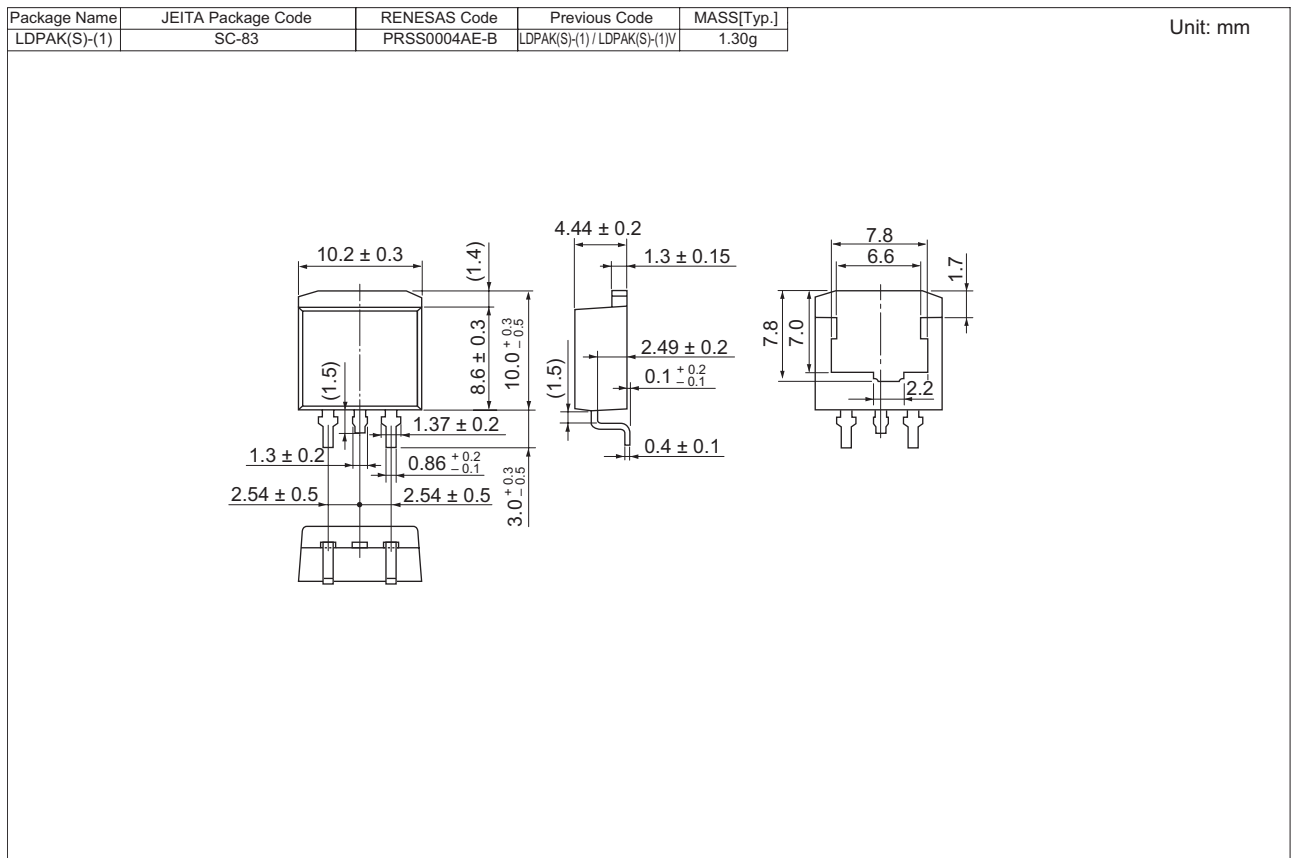 Package Name JEITA Package Code RENESAS Code Previous Code MASS[Typ.]
LDPAK(S)-(1) SC-83 PRSS0004AE-B LDPAK(S)-(1) / LDPAK(S)-(1)V 1.30g
Unit: mm
10.2 ± 0.3
(1.4)
8.6 ± 0.3
10.0 + 0.3 – 0.5
(1.5)
1.37 ± 0.2
1.3 ± 0.2
0.86 + 0.2 – 0.1
2.54 ± 0.5
2.54 ± 0.5
3.0 + 0.3 – 0.5
4.44 ± 0.2
1.3 ± 0.15
2.49 ± 0.2
(1.5)
0.1 + 0.2 – 0.1
0.4 ± 0.1
7.8
6.6
1.7
7.8
7.0
2.2